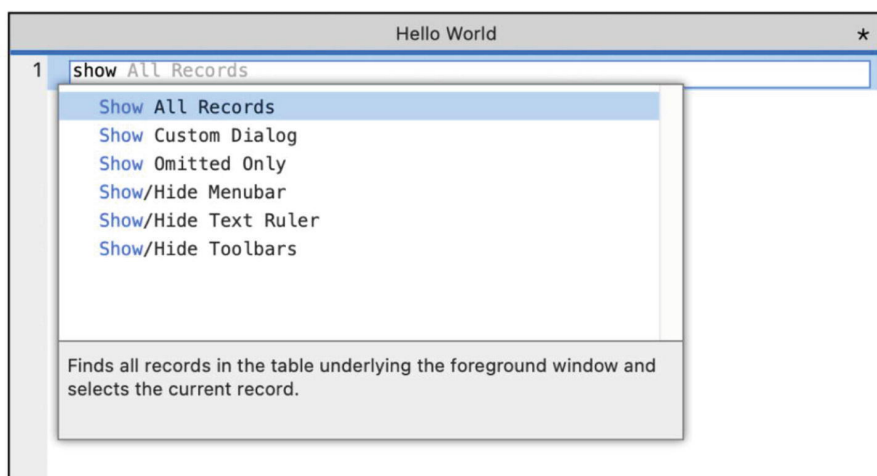 Hello World *
1 show All Records
Show All Records
Show Custom Dialog
Show Omitted Only
Show/Hide Menubar
Show/Hide Text Ruler
Show/Hide Toolbars
Finds all records in the table underlying the foreground window and
selects the current record.